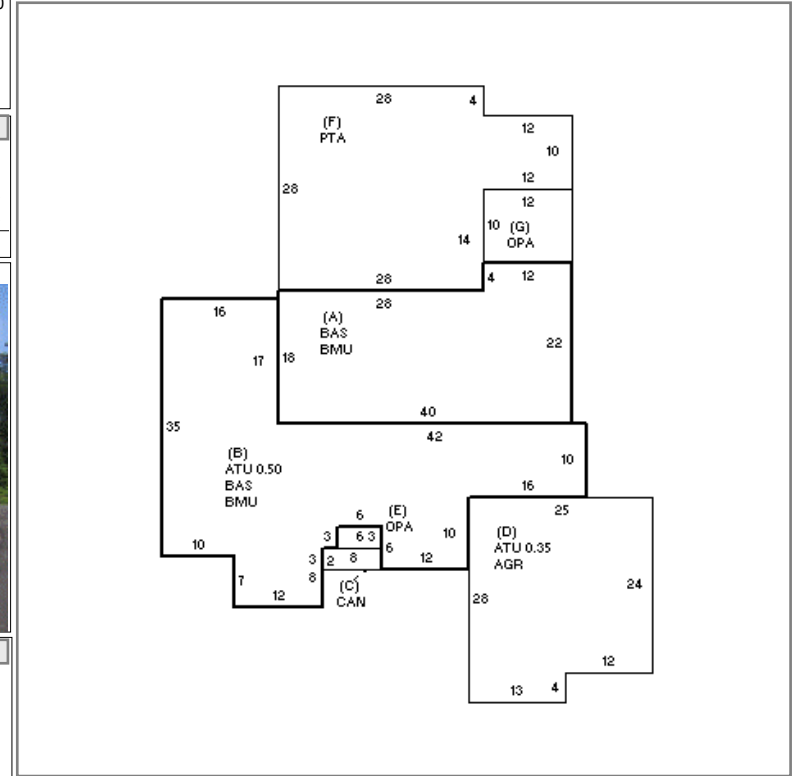 28
4
(F)
PTA
12
10
12
28
12
10
(G)
OPA
14
28
4
12
28
16
(A)
BAS
BMU
17
18
22
35
40
42
(B)
ATU 0.50
BAS
BMU
10
16
6
(E)
OPA
25
3
6 3
10
(D)
ATU 0.35
AGR
10
6
3
2
8
12
7
8
(C)
CAN
24
12
28
12
13
4